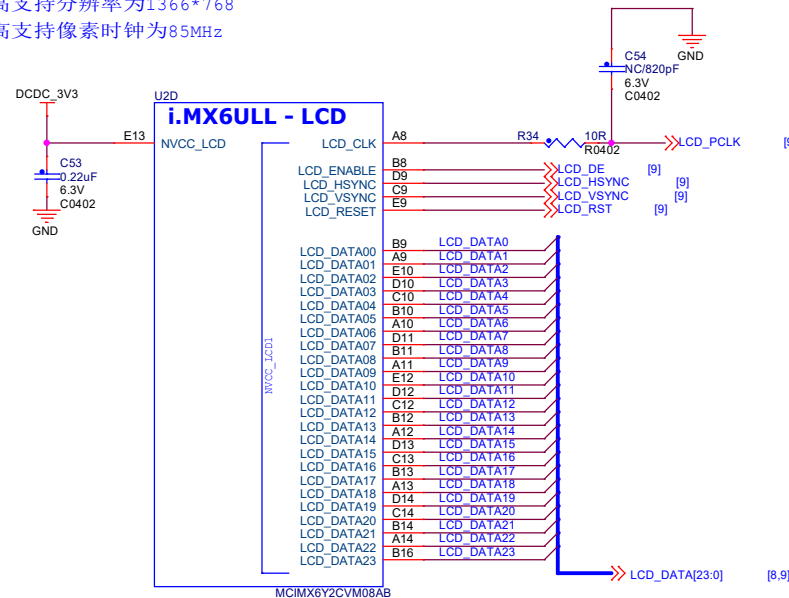 高支持分辨率为1366*768
高支持像素时钟为85MHz
C54
NC/820pF
6.3V
C0402
GND
DCDC_3V3
U2D
i.MX6ULL - LCD
E13
NVCC_LCD
C53
0.22uF
6.3V
C0402
GND
LCD_CLK A8 R34 10R R0402 LCD_PCLK
LCD_ENABLE B8 LCD_DE [9]
LCD_HSYNC D9 LCD_HSYNC [9]
LCD_VSYNC C9 LCD_VSYNC [9]
LCD_RESET E9 LCD_RST [9]
NVCC_LCD1
LCD_DATA00 B9 LCD_DATA0
LCD_DATA01 A9 LCD_DATA1
LCD_DATA02 E10 LCD_DATA2
LCD_DATA03 D10 LCD_DATA3
LCD_DATA04 C10 LCD_DATA4
LCD_DATA05 B10 LCD_DATA5
LCD_DATA06 A10 LCD_DATA6
LCD_DATA07 D11 LCD_DATA7
LCD_DATA08 B11 LCD_DATA8
LCD_DATA09 A11 LCD_DATA9
LCD_DATA10 E12 LCD_DATA10
LCD_DATA11 D12 LCD_DATA11
LCD_DATA12 C12 LCD_DATA12
LCD_DATA13 B12 LCD_DATA13
LCD_DATA14 A12 LCD_DATA14
LCD_DATA15 D13 LCD_DATA15
LCD_DATA16 C13 LCD_DATA16
LCD_DATA17 B13 LCD_DATA17
LCD_DATA18 A13 LCD_DATA18
LCD_DATA19 D14 LCD_DATA19
LCD_DATA20 C14 LCD_DATA20
LCD_DATA21 B14 LCD_DATA21
LCD_DATA22 A14 LCD_DATA22
LCD_DATA23 B16 LCD_DATA23
LCD_DATA[23:0] [8,9]
MCIMX6Y2CVM08AB